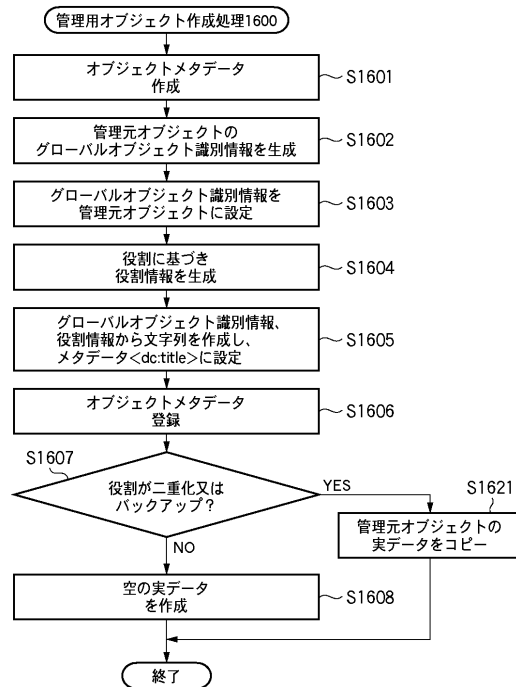 管理用オブジェクト作成処理1600
オブジェクトメタデータ
作成
S1601
管理元オブジェクトの
グローバルオブジェクト識別情報を生成
S1602
グローバルオブジェクト識別情報を
管理元オブジェクトに設定
S1603
役割に基づき
役割情報を生成
S1604
グローバルオブジェクト識別情報、
役割情報から文字列を作成し、
メタデータ<dc:title>に設定
S1605
オブジェクトメタデータ
登録
S1606
S1607
役割が二重化又は
バックアップ？
YES
S1621
管理元オブジェクトの
実データをコピー
NO
空の実データ
を作成
S1608
終了